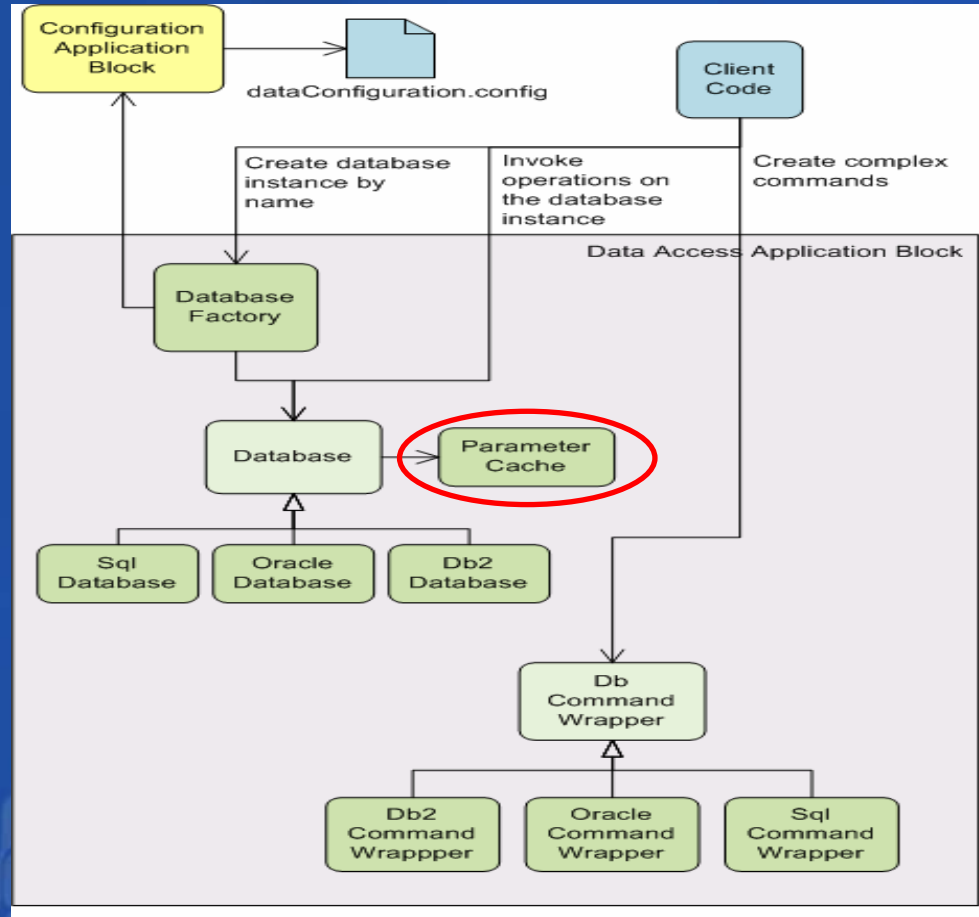 Configuration
Application
Block
dataConfiguration.config
Client
Code
Create database
instance by
name
Invoke
operations on
the database
instance
Create complex
commands
Data Access Application Block
Database
Factory
Database
Parameter
Cache
Sql
Database
Oracle
Database
Db2
Database
Db
Command
Wrapper
Db2
Command
Wrappper
Oracle
Command
Wrapper
Sql
Command
Wrapper